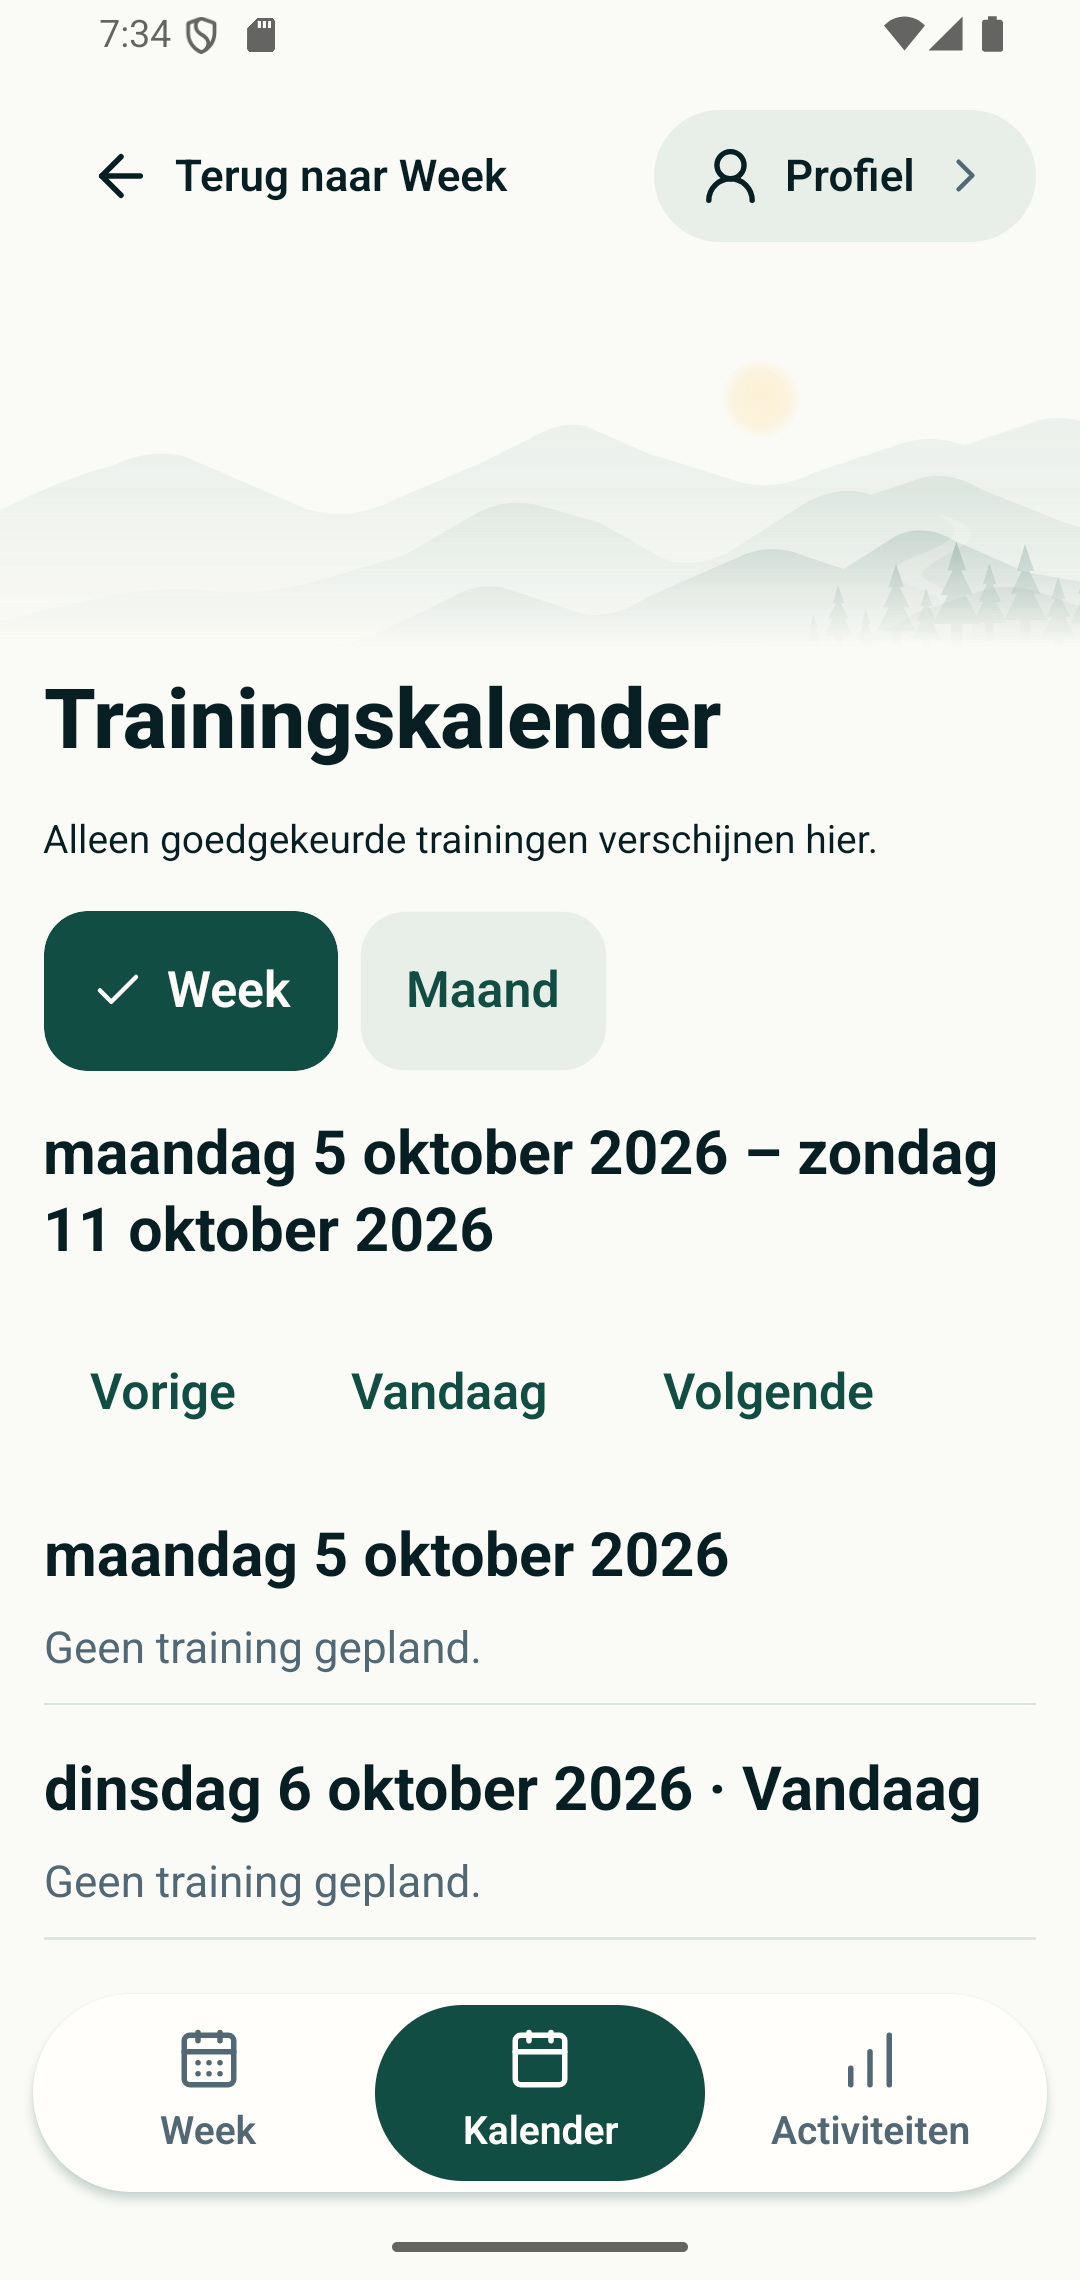 7:34
Terug naar Week
Profiel
Trainingskalender
Alleen goedgekeurde trainingen verschijnen hier.
Week
Maand
maandag 5 oktober 2026 – zondag
11 oktober 2026
Vorige
Vandaag
Volgende
maandag 5 oktober 2026
Geen training gepland.
dinsdag 6 oktober 2026 · Vandaag
Geen training gepland.
Week
Kalender
Activiteiten